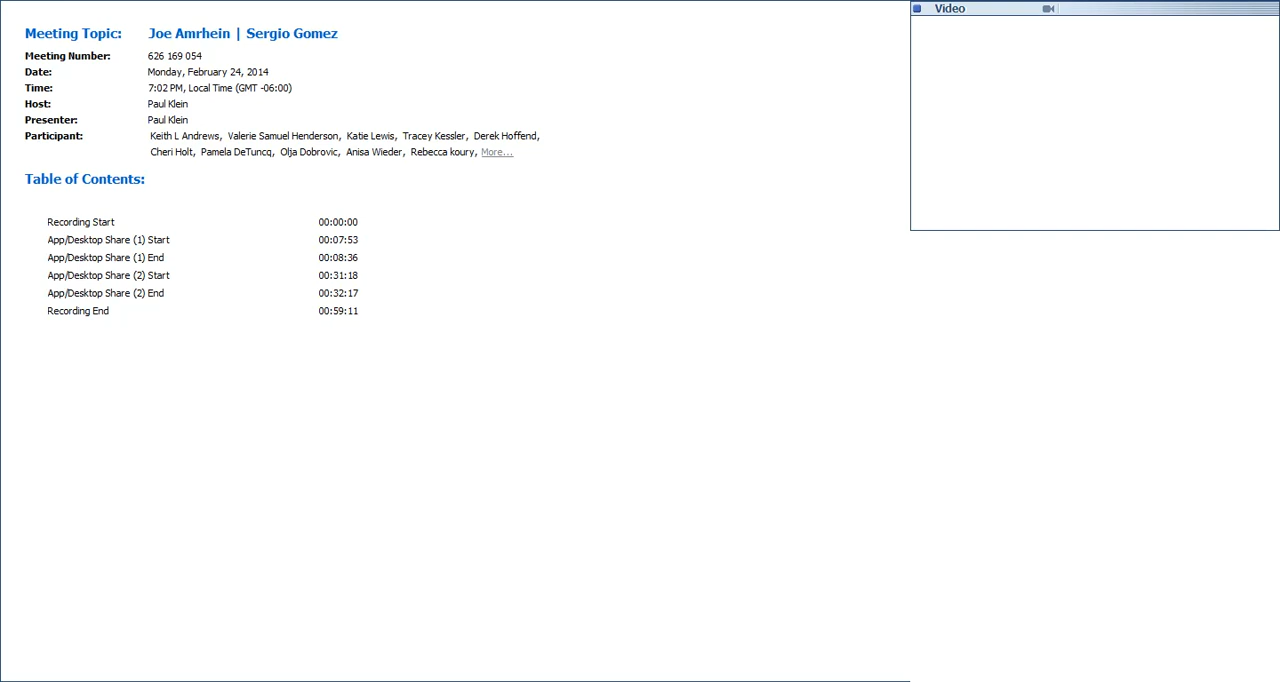 Meeting Topic: Joe Amrhein | Sergio Gomez
Meeting Number: 626 169 054
Date: Monday, February 24, 2014
Time: 7:02 PM, Local Time (GMT -06:00)
Host: Paul Klein
Presenter: Paul Klein
Participant: Keith L Andrews, Valerie Samuel Henderson, Katie Lewis, Tracey Kessler, Derek Hoffend,
Cheri Holt, Pamela DeTuncq, Olja Dobrovic, Anisa Wieder, Rebecca koury, More...
Table of Contents:
Recording Start 00:00:00
App/Desktop Share (1) Start 00:07:53
App/Desktop Share (1) End 00:08:36
App/Desktop Share (2) Start 00:31:18
App/Desktop Share (2) End 00:32:17
Recording End 00:59:11
Video